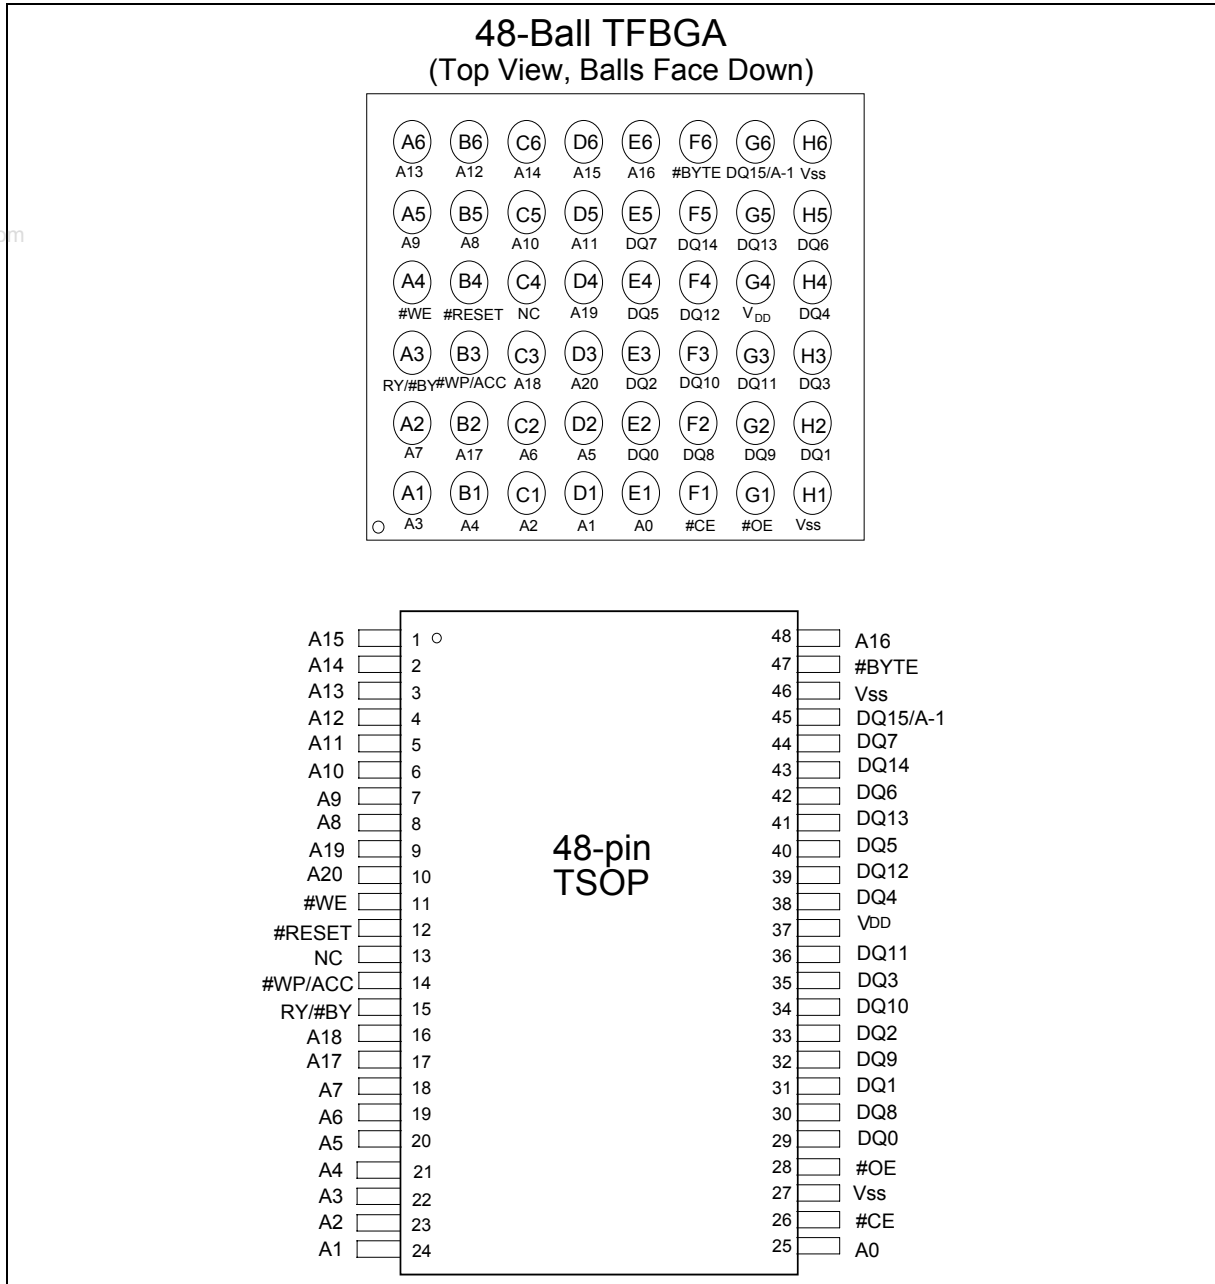 48-Ball TFBGA
(Top View, Balls Face Down)
A6 B6 C6 D6 E6 F6 G6 H6
A13 A12 A14 A15 A16 #BYTE DQ15/A-1 Vss
A5 B5 C5 D5 E5 F5 G5 H5
om
A9 A8 A10 A11 DQ7 DQ14 DQ13 DQ6
A4 B4 C4 D4 E4 F4 G4 H4
#WE #RESET NC A19 DQ5 DQ12 VDD DQ4
A3 B3 C3 D3 E3 F3 G3 H3
RY/#BY #WP/ACC A18 A20 DQ2 DQ10 DQ11 DQ3
A2 B2 C2 D2 E2 F2 G2 H2
A7 A17 A6 A5 DQ0 DQ8 DQ9 DQ1
A1 B1 C1 D1 E1 F1 G1 H1
A3 A4 A2 A1 A0 #CE #OE Vss
A15 1 48 A16
A14 2 47 #BYTE
A13 3 46 Vss
A12 4 45 DQ15/A-1
A11 5 44 DQ7
A10 6 43 DQ14
A9 7 42 DQ6
A8 8 41 DQ13
A19 9 48-pin 40 DQ5
A20 10 TSOP 39 DQ12
#WE 11 38 DQ4
#RESET 12 37 VDD
NC 13 36 DQ11
#WP/ACC 14 35 DQ3
RY/#BY 15 34 DQ10
A18 16 33 DQ2
A17 17 32 DQ9
A7 18 31 DQ1
A6 19 30 DQ8
A5 20 29 DQ0
A4 21 28 #OE
A3 22 27 Vss
A2 23 26 #CE
A1 24 25 A0